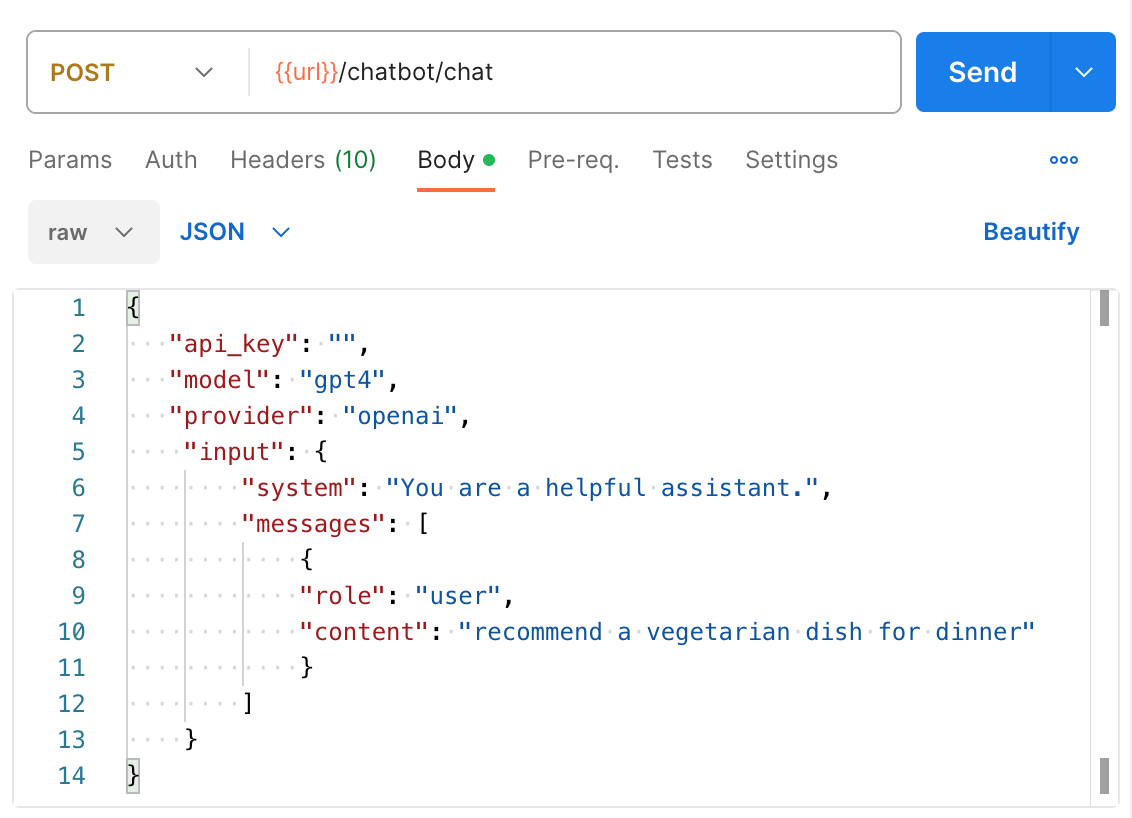 POST {{url}}/chatbot/chat Send
Params Auth Headers (10) Body Pre-req. Tests Settings
raw JSON Beautify
1 {
2 "api_key": "",
3 "model": "gpt4",
4 "provider": "openai",
5 "input": {
6 "system": "You are a helpful assistant.",
7 "messages": [
8 {
9 "role": "user",
10 "content": "recommend a vegetarian dish for dinner"
11 }
12 ]
13 }
14 }